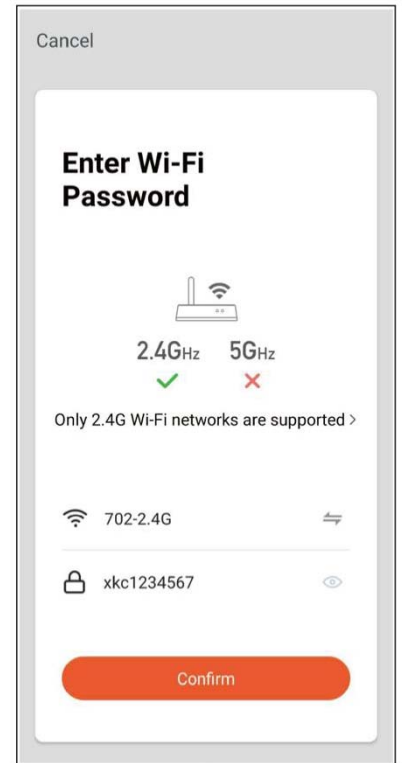 Cancel
Enter Wi-Fi
Password
2.4GHz 5GHz
Only 2.4G Wi-Fi networks are supported >
702-2.4G
xkc1234567
Confirm